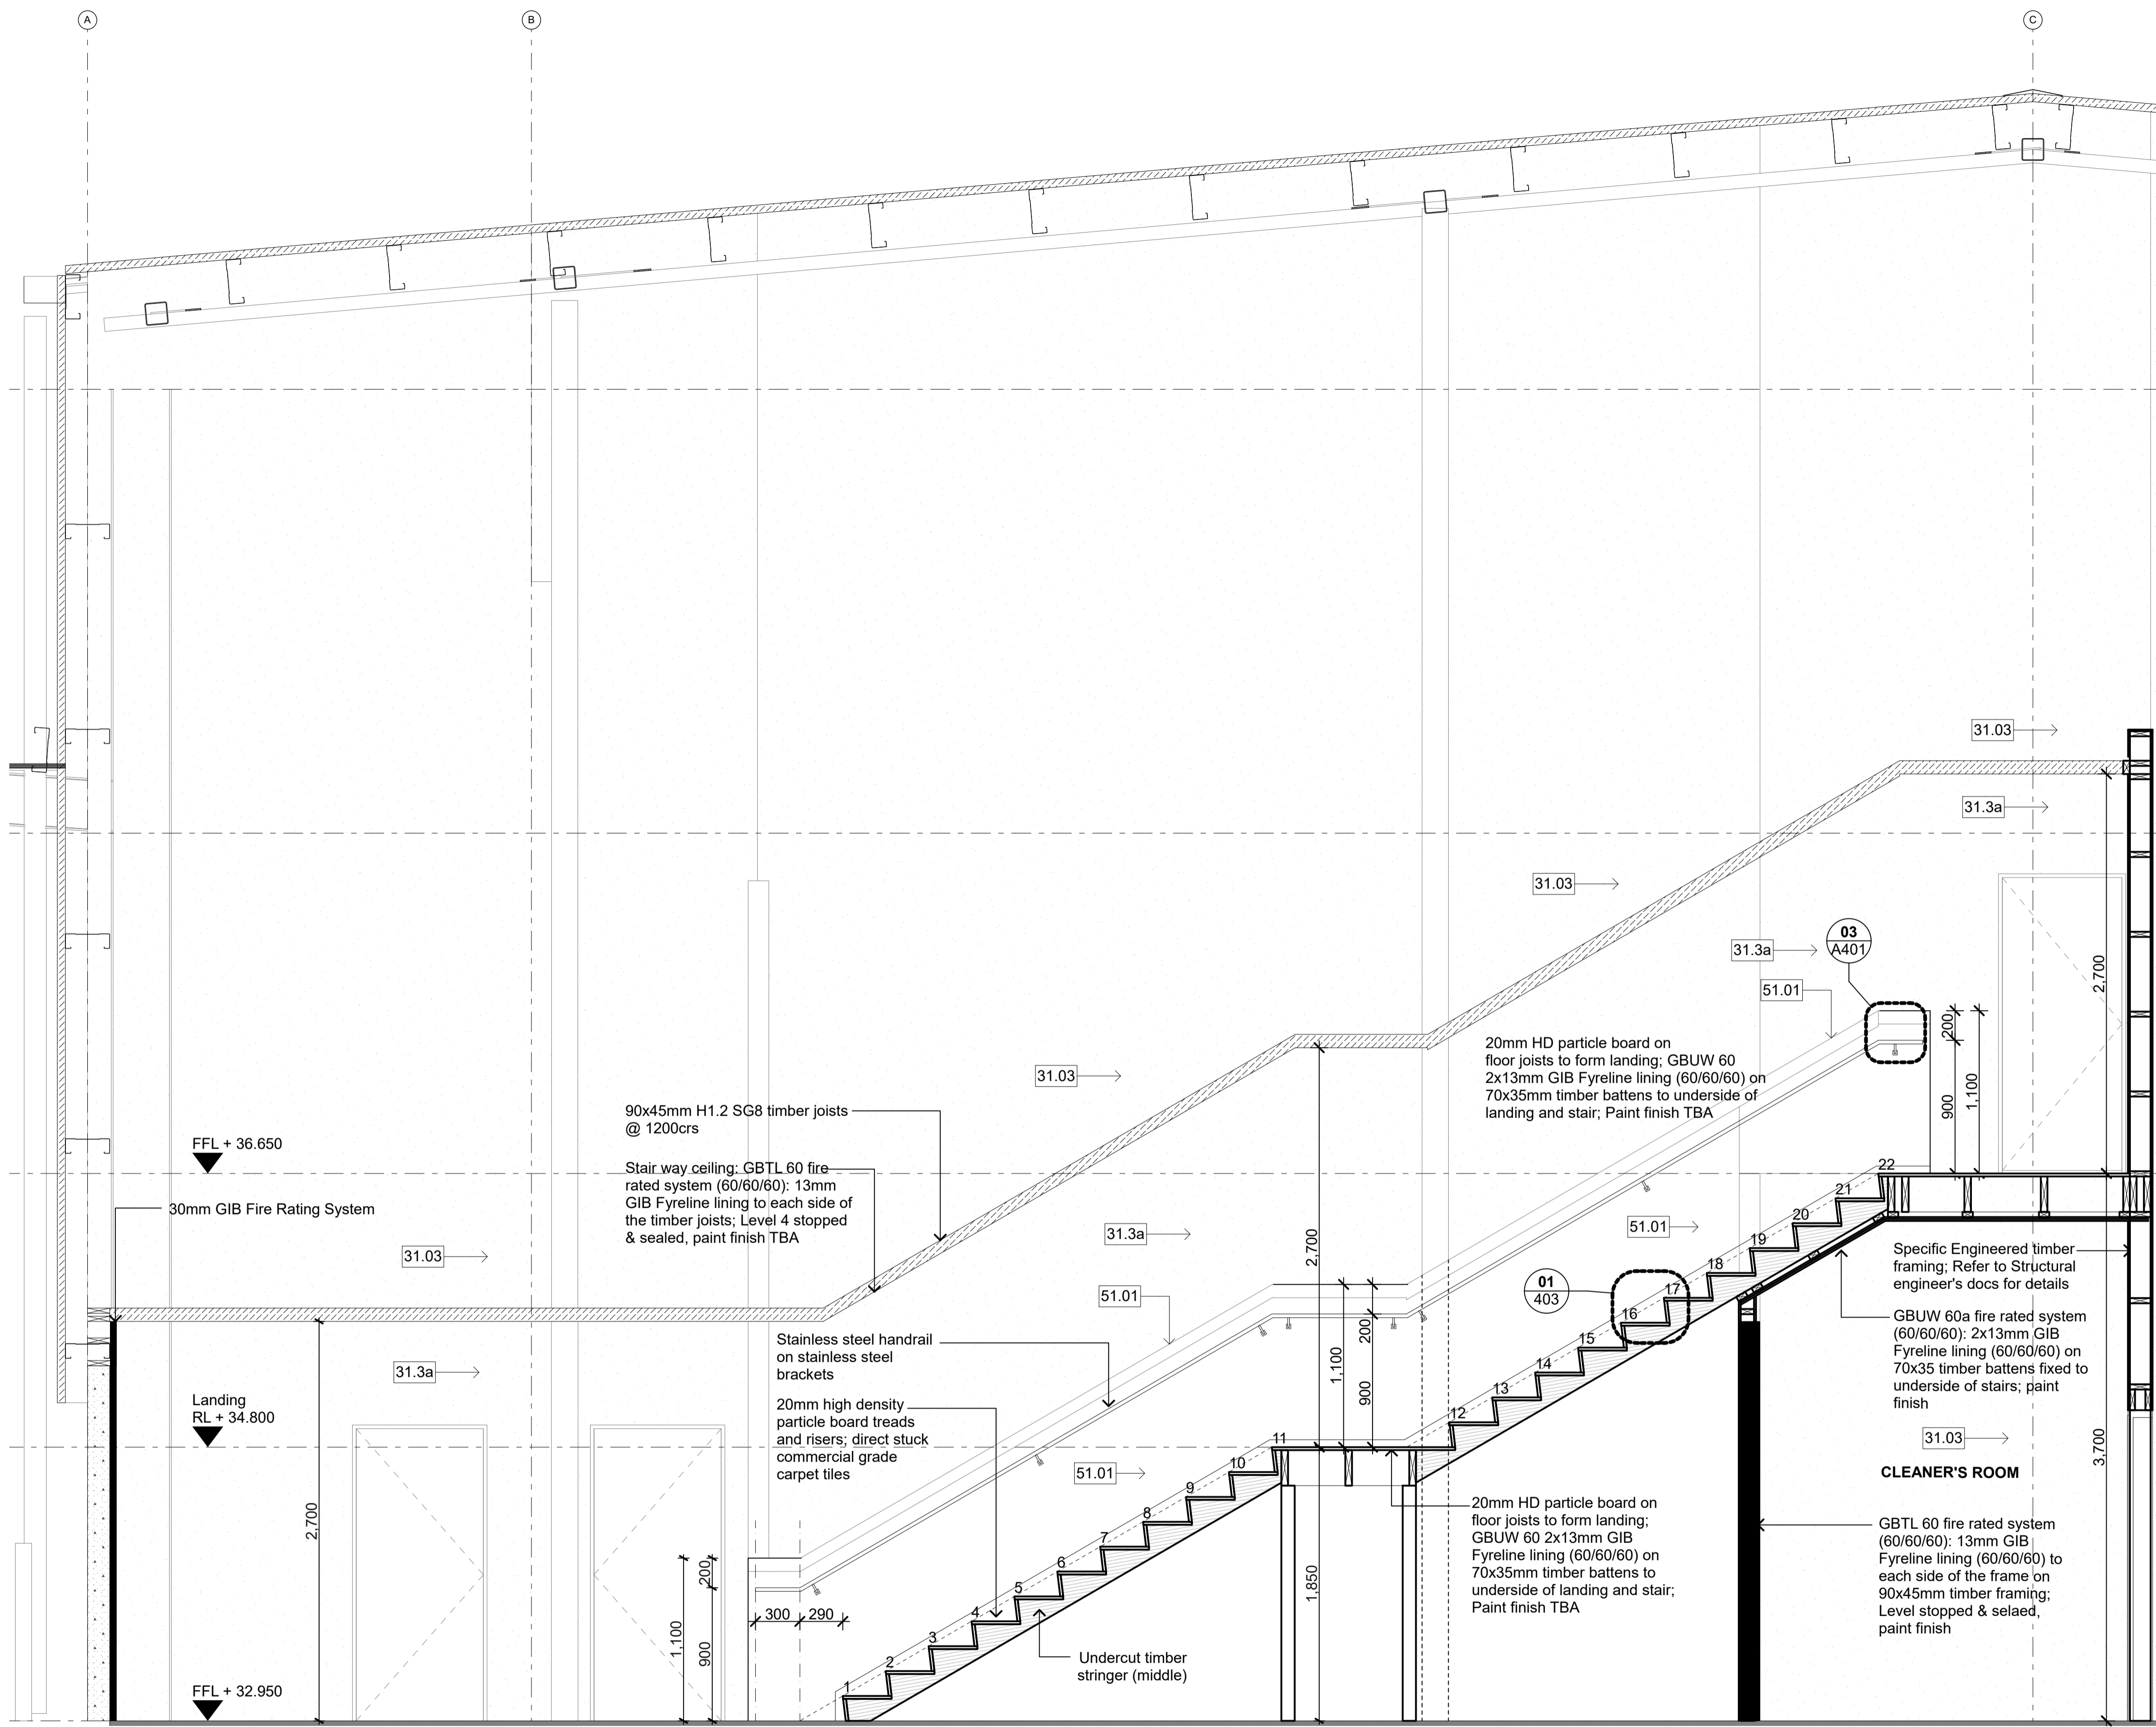 A
B
C
31.03
31.3a
31.03
03
A401
31.3a
51.01
2,700
200
900
1,100
20mm HD particle board on
floor joists to form landing; GBUW 60
2x13mm GIB Fyreline lining (60/60/60) on
70x35mm timber battens to underside of
landing and stair; Paint finish TBA
31.03
90x45mm H1.2 SG8 timber joists
@ 1200crs
FFL + 36.650
Stair way ceiling: GBTL 60 fire
rated system (60/60/60): 13mm
GIB Fyreline lining to each side of
the timber joists; Level 4 stopped
& sealed, paint finish TBA
30mm GIB Fire Rating System
31.03
31.3a
2,700
51.01
51.01
Specific Engineered timber
framing; Refer to Structural
engineer's docs for details
01
403
GBUW 60a fire rated system
(60/60/60): 2x13mm GIB
Fyreline lining (60/60/60) on
70x35 timber battens fixed to
underside of stairs; paint
finish
Stainless steel handrail
on stainless steel
brackets
200
1,100
900
31.3a
Landing
RL + 34.800
20mm high density
particle board treads
and risers; direct stuck
commercial grade
carpet tiles
51.01
31.03
3,700
CLEANER'S ROOM
20mm HD particle board on
floor joists to form landing;
GBUW 60 2x13mm GIB
Fyreline lining (60/60/60) on
70x35mm timber battens to
underside of landing and stair;
Paint finish TBA
GBTL 60 fire rated system
(60/60/60): 13mm GIB
Fyreline lining (60/60/60) to
each side of the frame on
90x45mm timber framing;
Level stopped & selaed,
paint finish
2,700
1,850
200
300
290
1,100
900
Undercut timber
stringer (middle)
FFL + 32.950
1
2
3
4
5
6
7
8
9
10
11
12
13
14
15
16
17
18
19
20
21
22